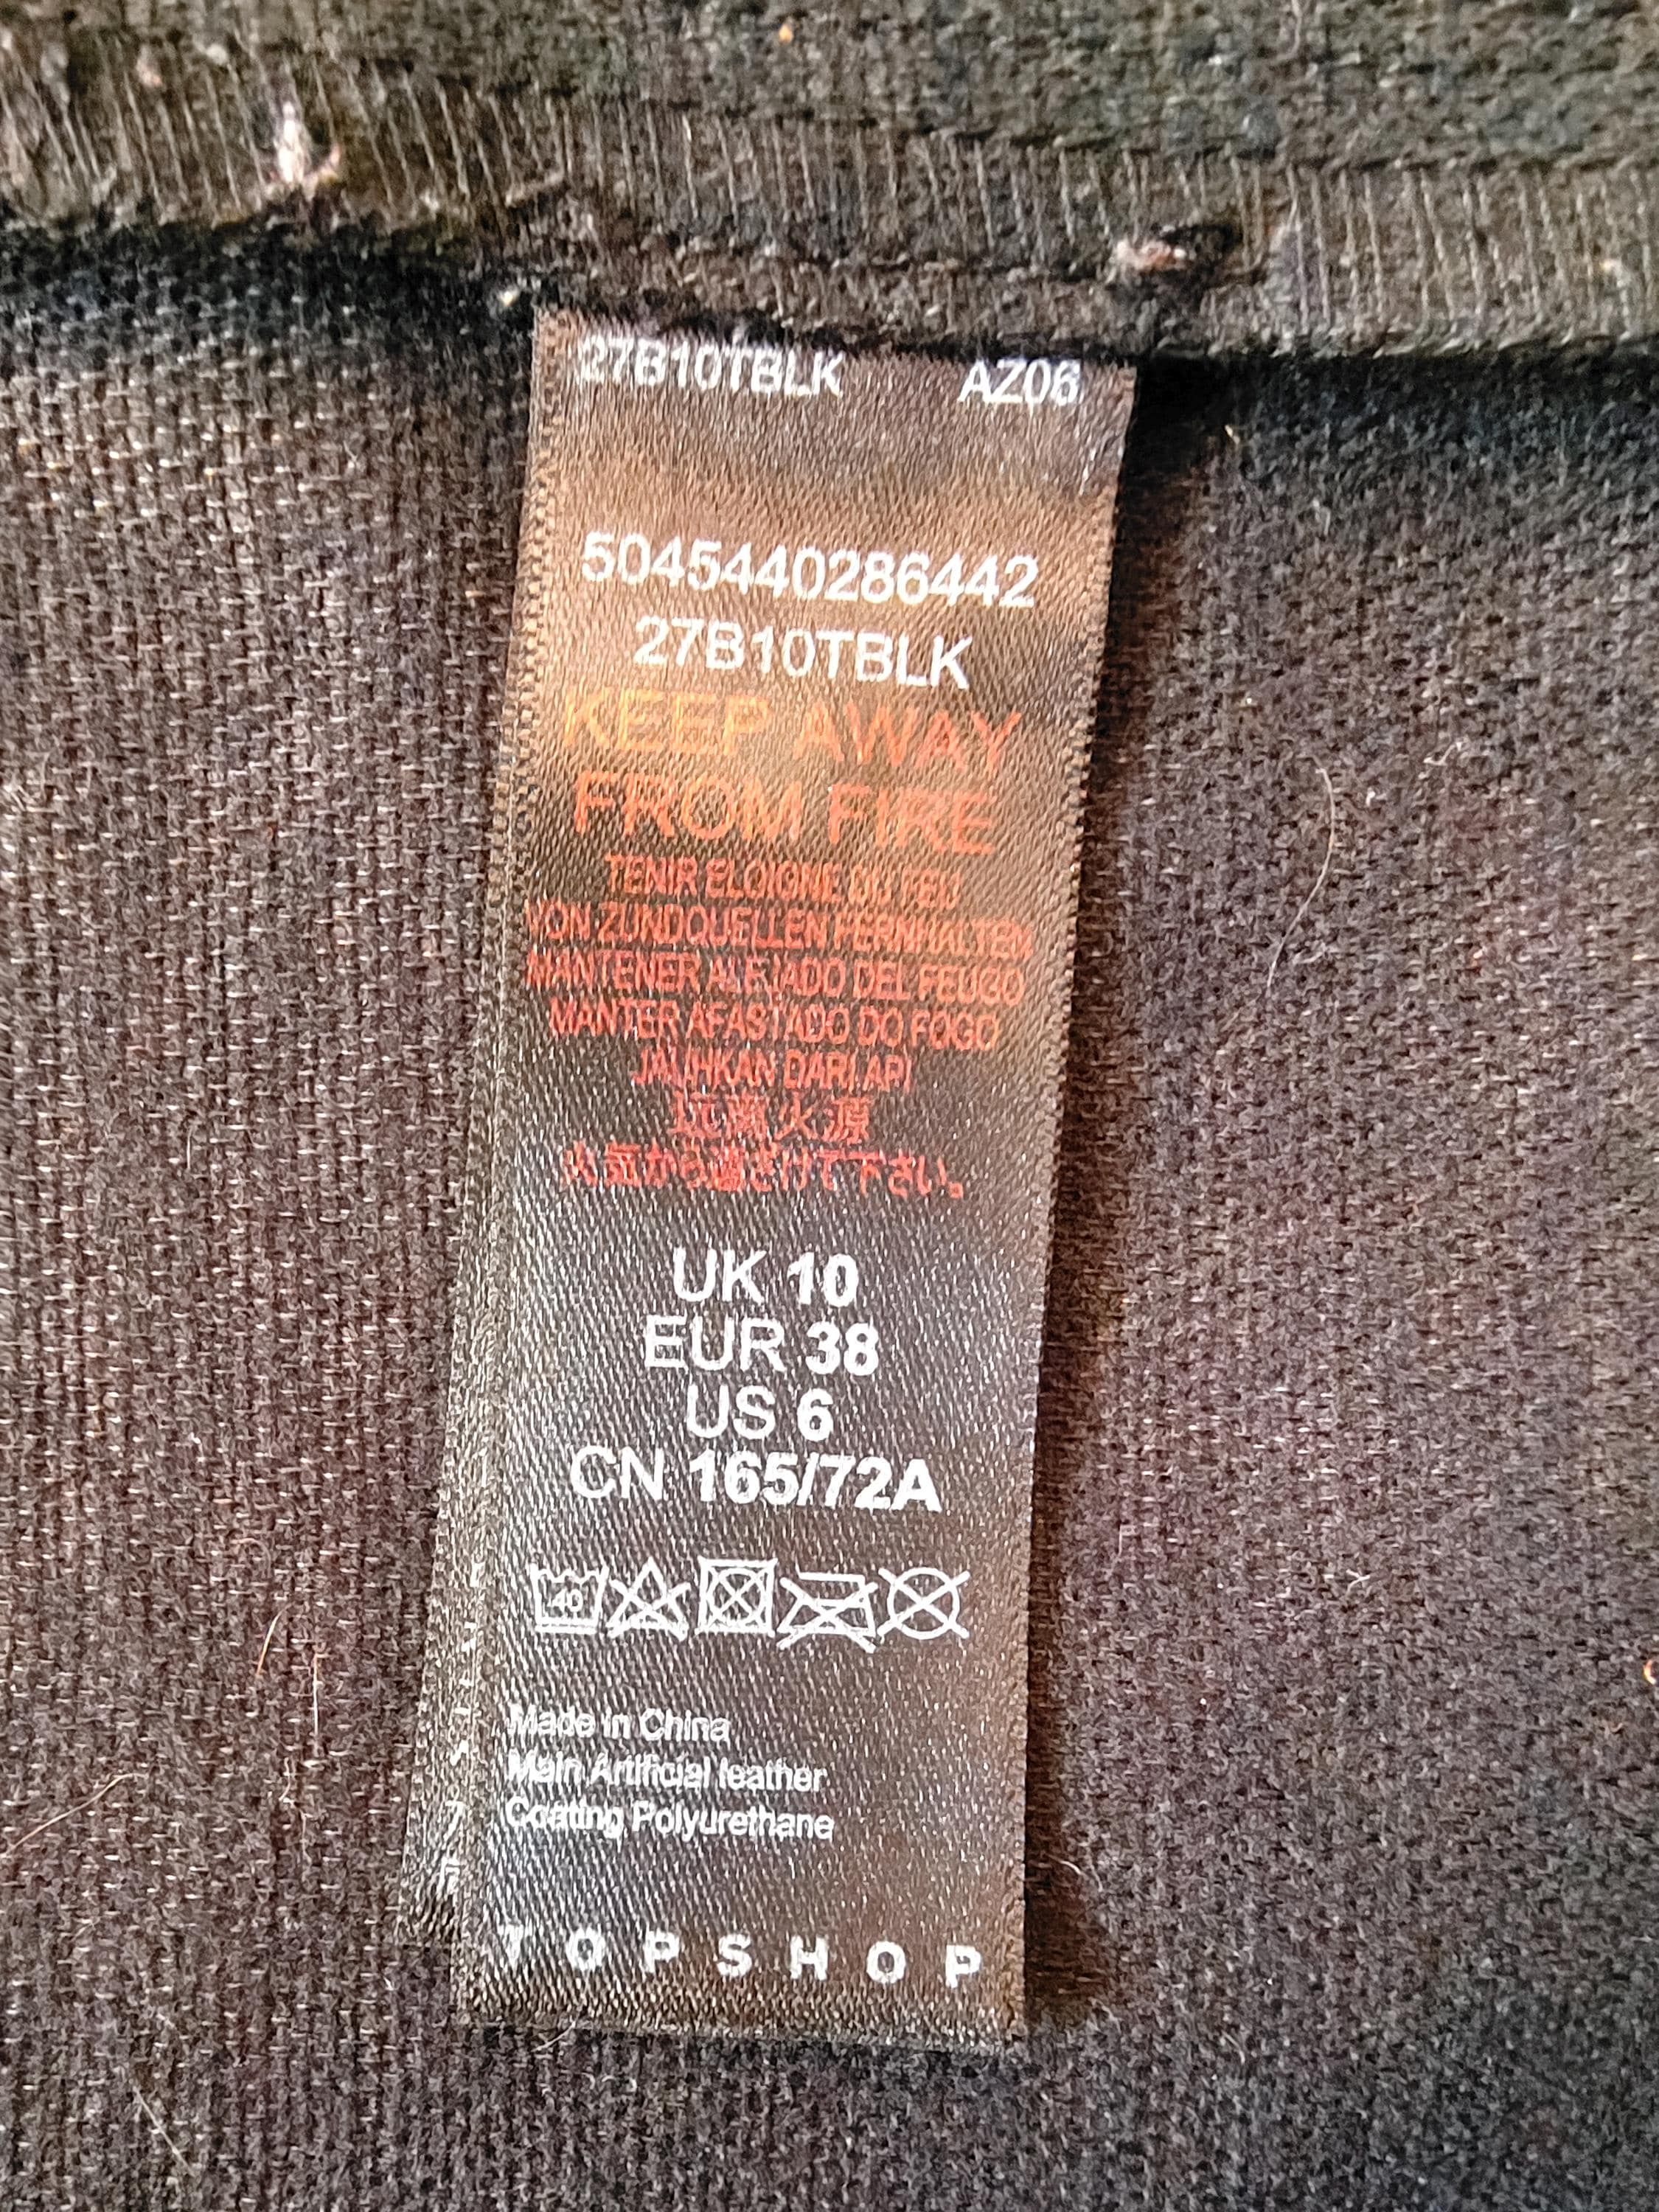 27B10TBLK AZ06
5045440286442
27B10TBLK
KEEP AWAY
FROM FIRE
TENIR ELOIGNE DU FEU
VON ZUNDQUELLEN FERNHALTEN
MANTENER ALEJADO DEL FEUGO
MANTER AFASTADO DO FOGO
JAUHKAN DARI API
远离火源
火気から遠ざけて下さい。
UK 10
EUR 38
US 6
CN 165/72A
40
Made in China
Main Artificial leather
Coating Polyurethane
TOPSHOP